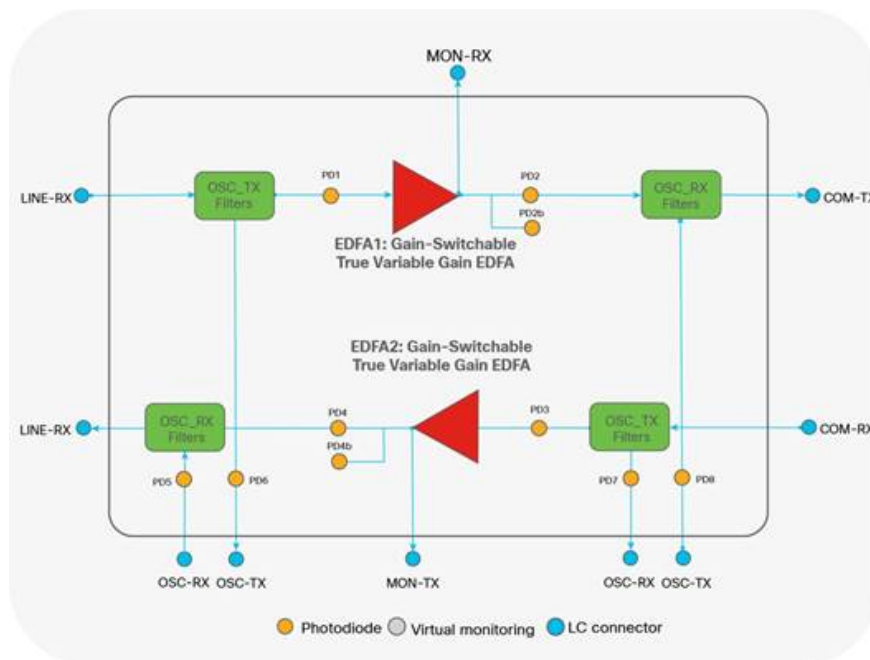 MON-RX
LINE-RX
OSC_TX
Filters
PD1
PD2
PD2b
OSC_RX
Filters
COM-TX
EDFA1: Gain-Switchable
True Variable Gain EDFA
EDFA2: Gain-Switchable
True Variable Gain EDFA
LINE-RX
OSC_RX
Filters
PD4
PD4b
PD3
OSC_TX
Filters
COM-RX
PD5
PD6
PD7
PD8
OSC-RX
OSC-TX
MON-TX
OSC-RX
OSC-TX
Photodiode
Virtual monitoring
LC connector